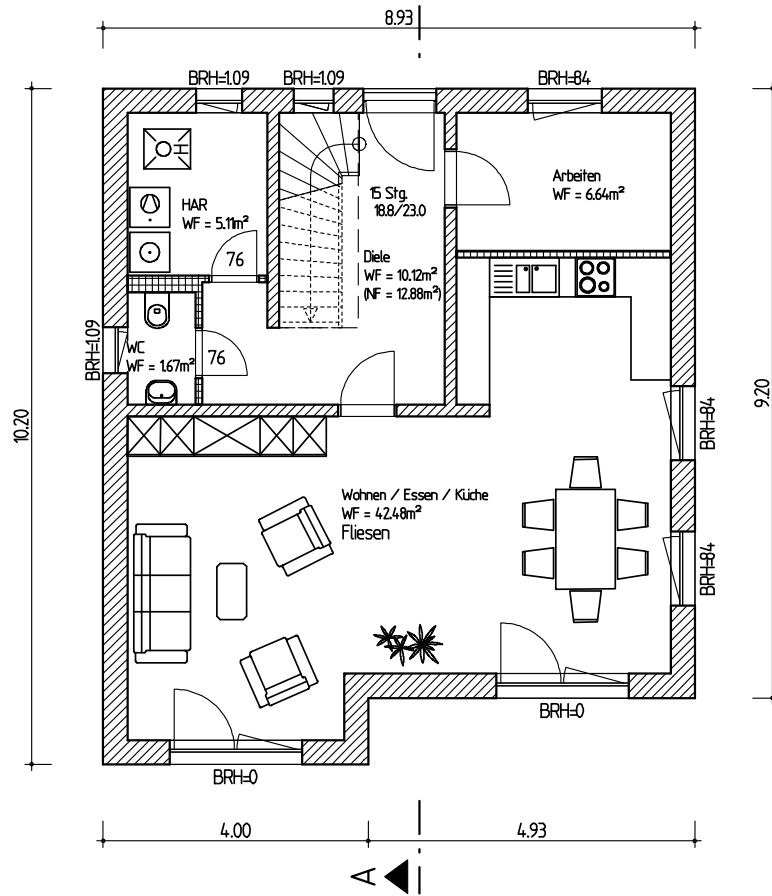 8.93
BRH=1.09
BRH=1.09
BRH=84
H
HAR
WF = 5.11m²
15 Stg.
18.8/23.0
Arbeiten
WF = 6.64m²
76
Diele
WF = 10.12m²
(NF = 12.88m²)
BRH=1.09
WC
WF = 1.67m²
76
10.20
9.20
BRH=84
Wohnen / Essen / Küche
WF = 42.48m²
Fliesen
BRH=84
BRH=0
BRH=0
4.00
4.93
A